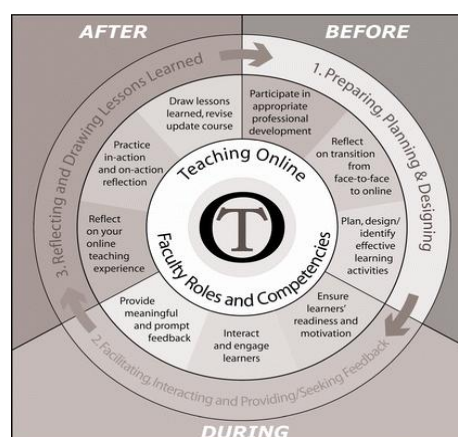 AFTER
BEFORE
1. Preparing, Planning & Designing
Participate in
appropriate
professional
development
Reflect
on transition
from
face-to-face
to online
Plan, design/
identify
effective
learning
activities
Ensure
learners'
readiness and
motivation
Interact
and engage
learners
Provide
meaningful
and prompt
feedback
2.Facilitating, Interacting and Providing/Seeking Feedback
DURING
3. Reflecting and Drawing Lessons Learned
Reflect
on your
online
teaching
experience
Practice
in-action
and on-action
reflection
Draw lessons
learned, revise
update course
Teaching Online
OT
Faculty Roles and Competencies